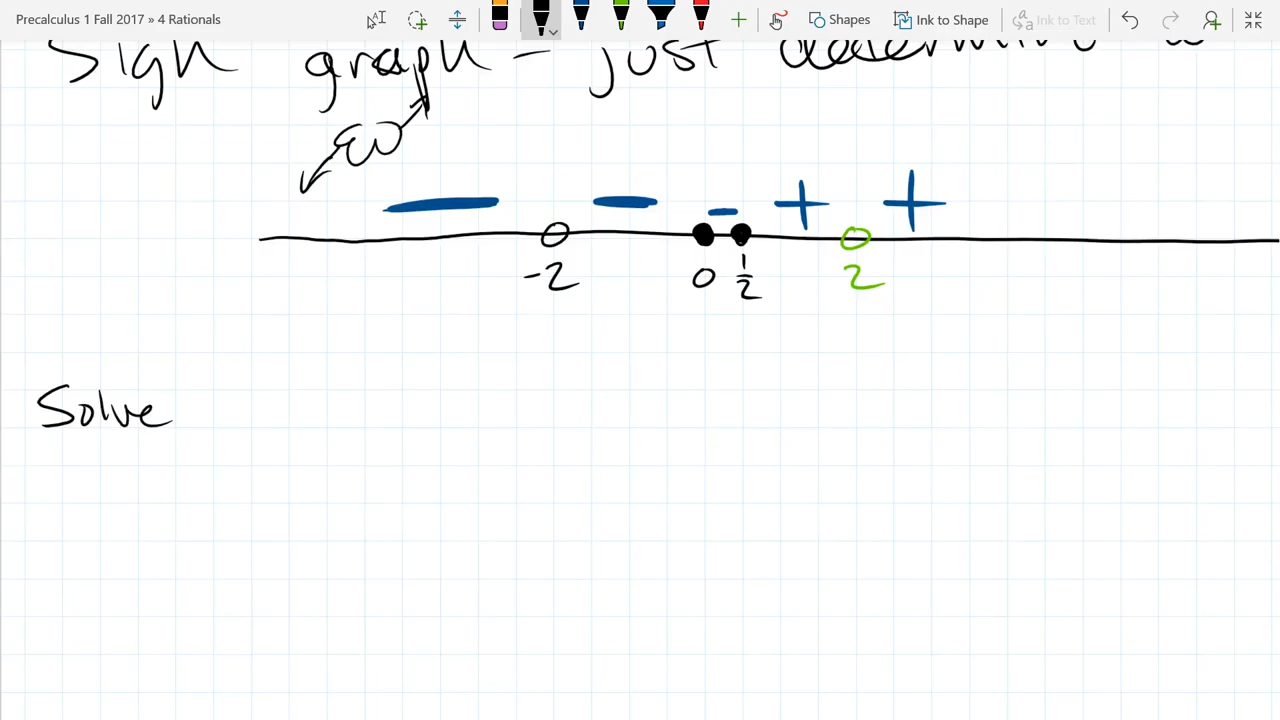 Precalculus 1 Fall 2017 » 4 Rationals
Shapes
Ink to Shape
Ink to Text
Sign graph - just determine
-2 0 1/2 2
Solve